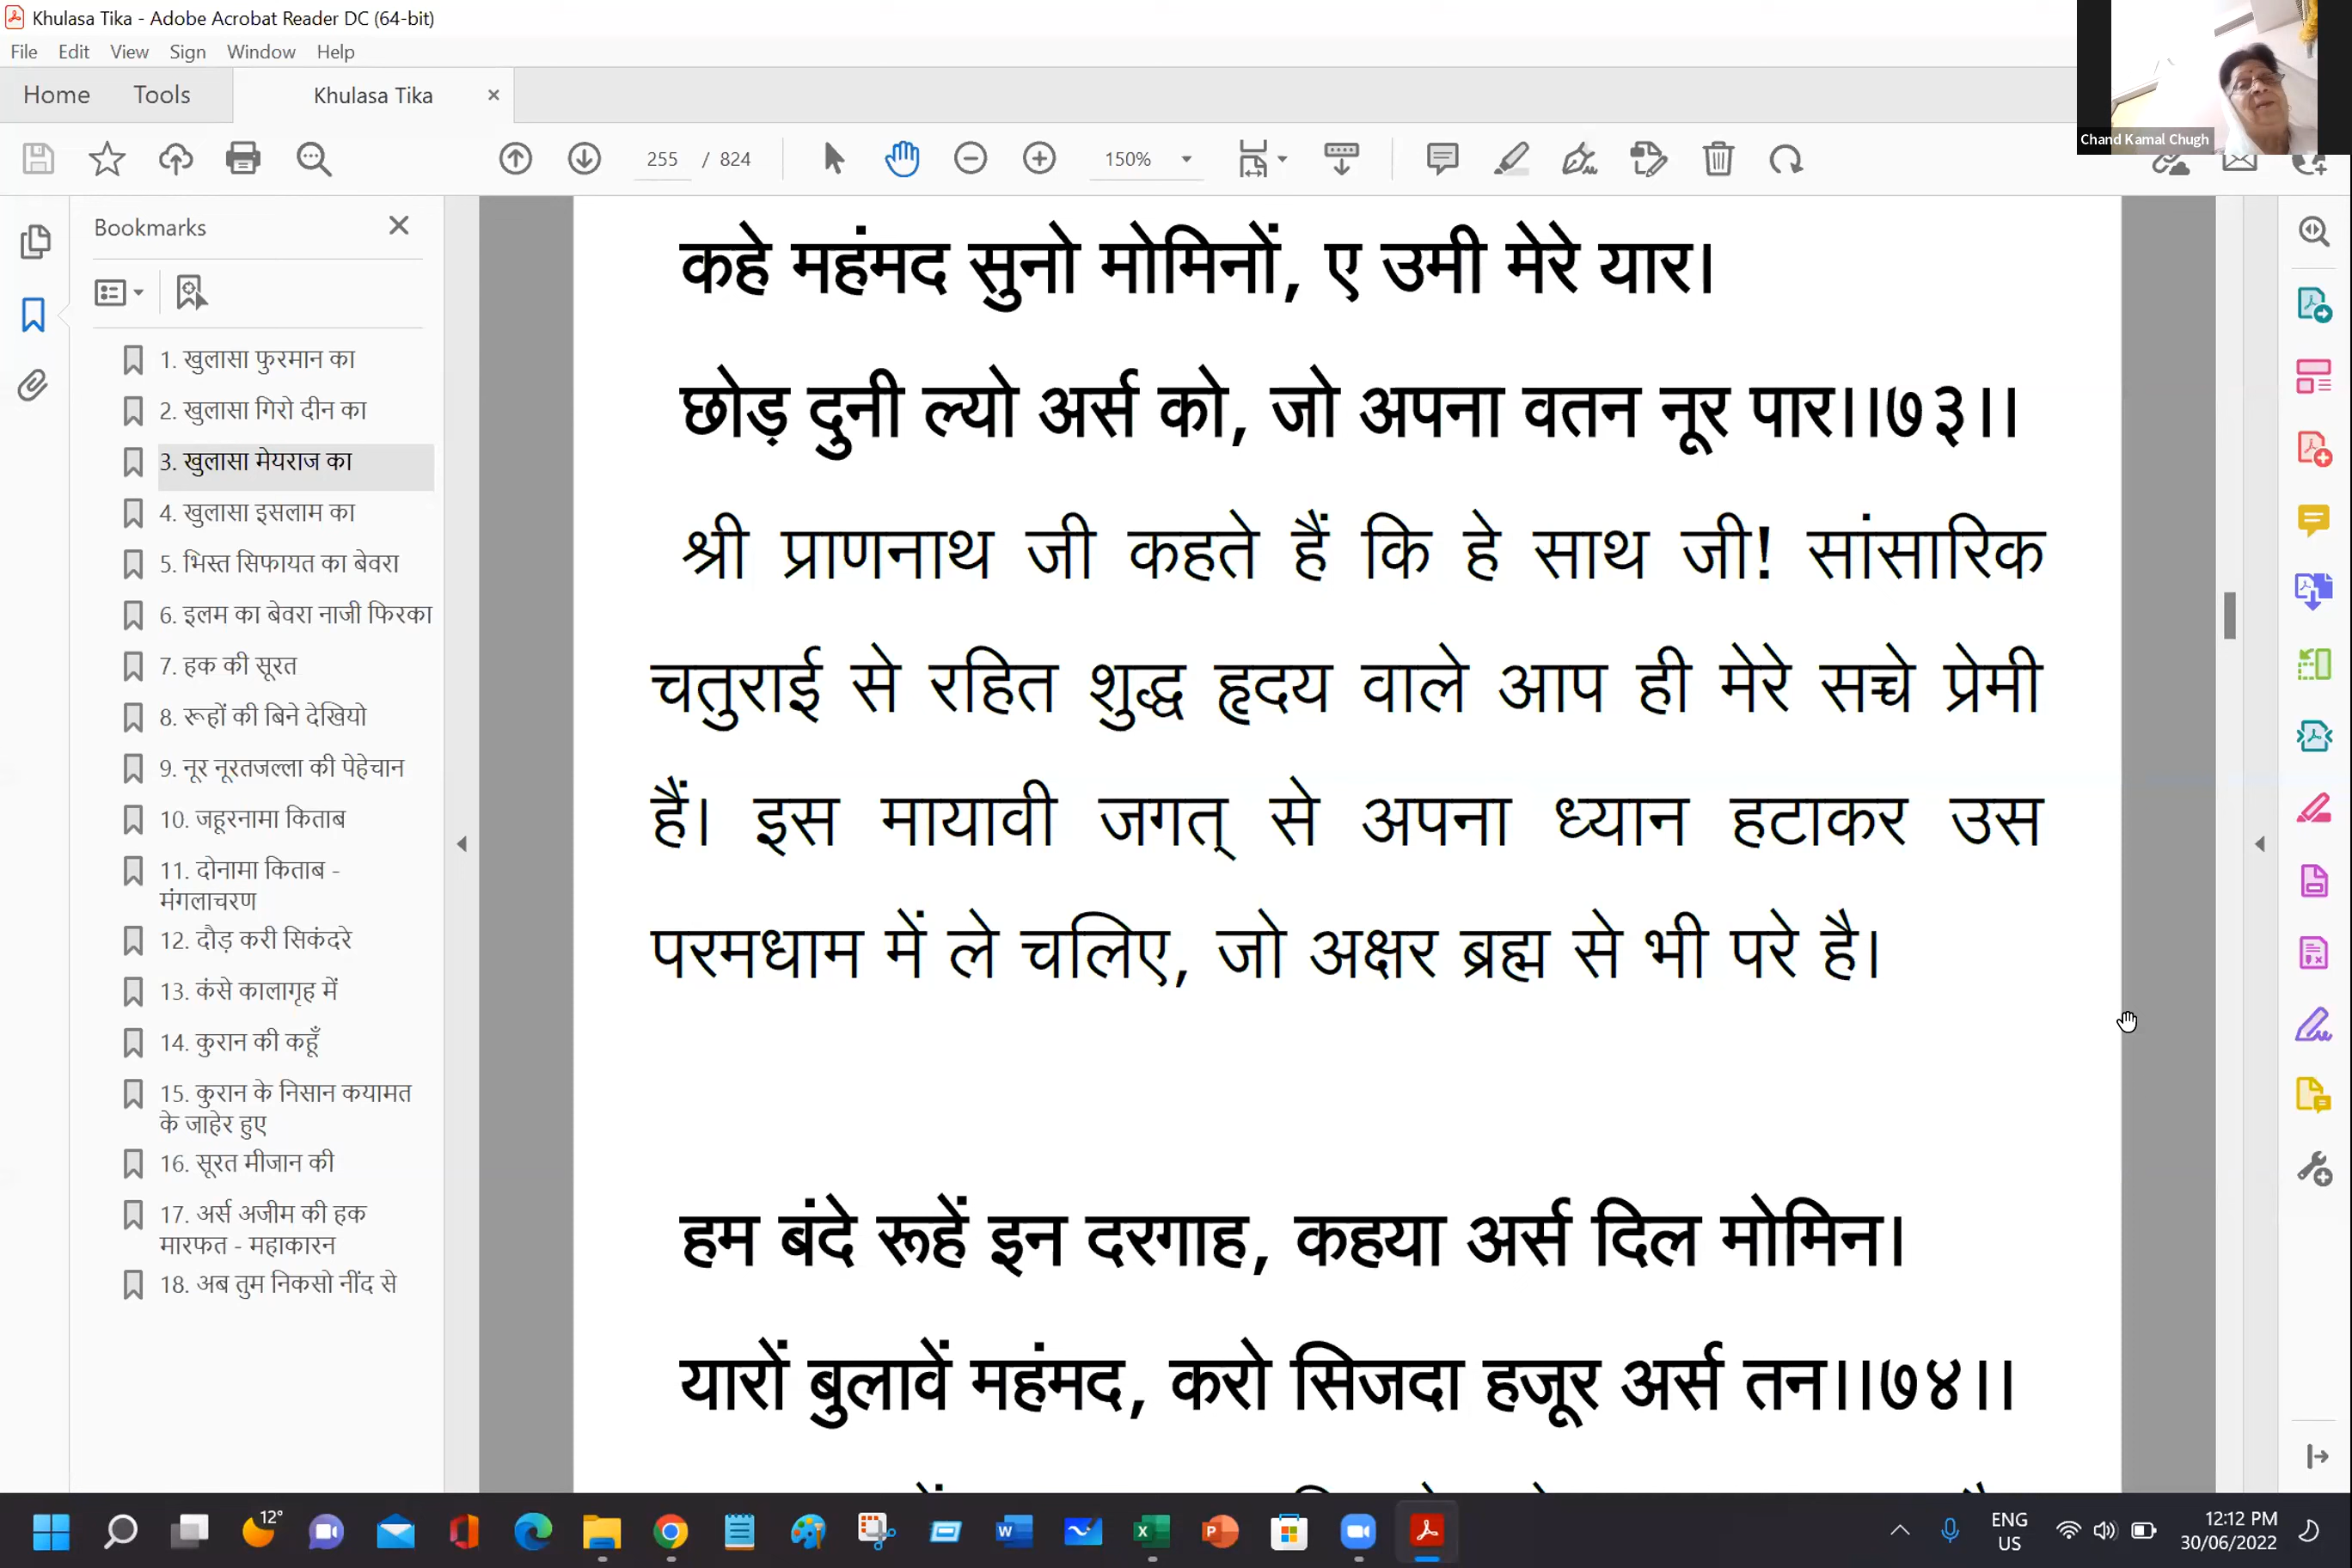 Khulasa Tika - Adobe Acrobat Reader DC (64-bit)
File Edit View Sign Window Help
Home Tools Khulasa Tika
255 / 824 150%
Chand Kamal Chugh
Bookmarks
1. खुलासा फुरमान का
2. खुलासा गिरो दीन का
3. खुलासा मेयराज का
4. खुलासा इसलाम का
5. भिस्त सिफायत का बेवरा
6. इलम का बेवरा नाजी फिरका
7. हक की सूरत
8. रूहों की बिने देखियो
9. नूर नूरतजल्ला की पेहेचान
10. जहूरनामा किताब
11. दोनामा किताब -
मंगलाचरण
12. दौड़ करी सिकंदरे
13. कंसे कालागृह में
14. कुरान की कहूँ
15. कुरान के निसान कयामत
के जाहेर हुए
16. सूरत मीजान की
17. अर्स अजीम की हक
मारफत - महाकारन
18. अब तुम निकसो नींद से
कहे महंमद सुनो मोमिनों, ए उमी मेरे यार।
छोड़ दुनी ल्यो अर्स को, जो अपना वतन नूर पार।।७३।।
श्री प्राणनाथ जी कहते हैं कि हे साथ जी! सांसारिक
चतुराई से रहित शुद्ध हृदय वाले आप ही मेरे सच्चे प्रेमी
हैं। इस मायावी जगत् से अपना ध्यान हटाकर उस
परमधाम में ले चलिए, जो अक्षर ब्रह्म से भी परे है।
हम बंदे रूहें इन दरगाह, कहया अर्स दिल मोमिन।
यारों बुलावें महंमद, करो सिजदा हजूर अर्स तन।।७४।।
12°
ENG
US
12:12 PM
30/06/2022